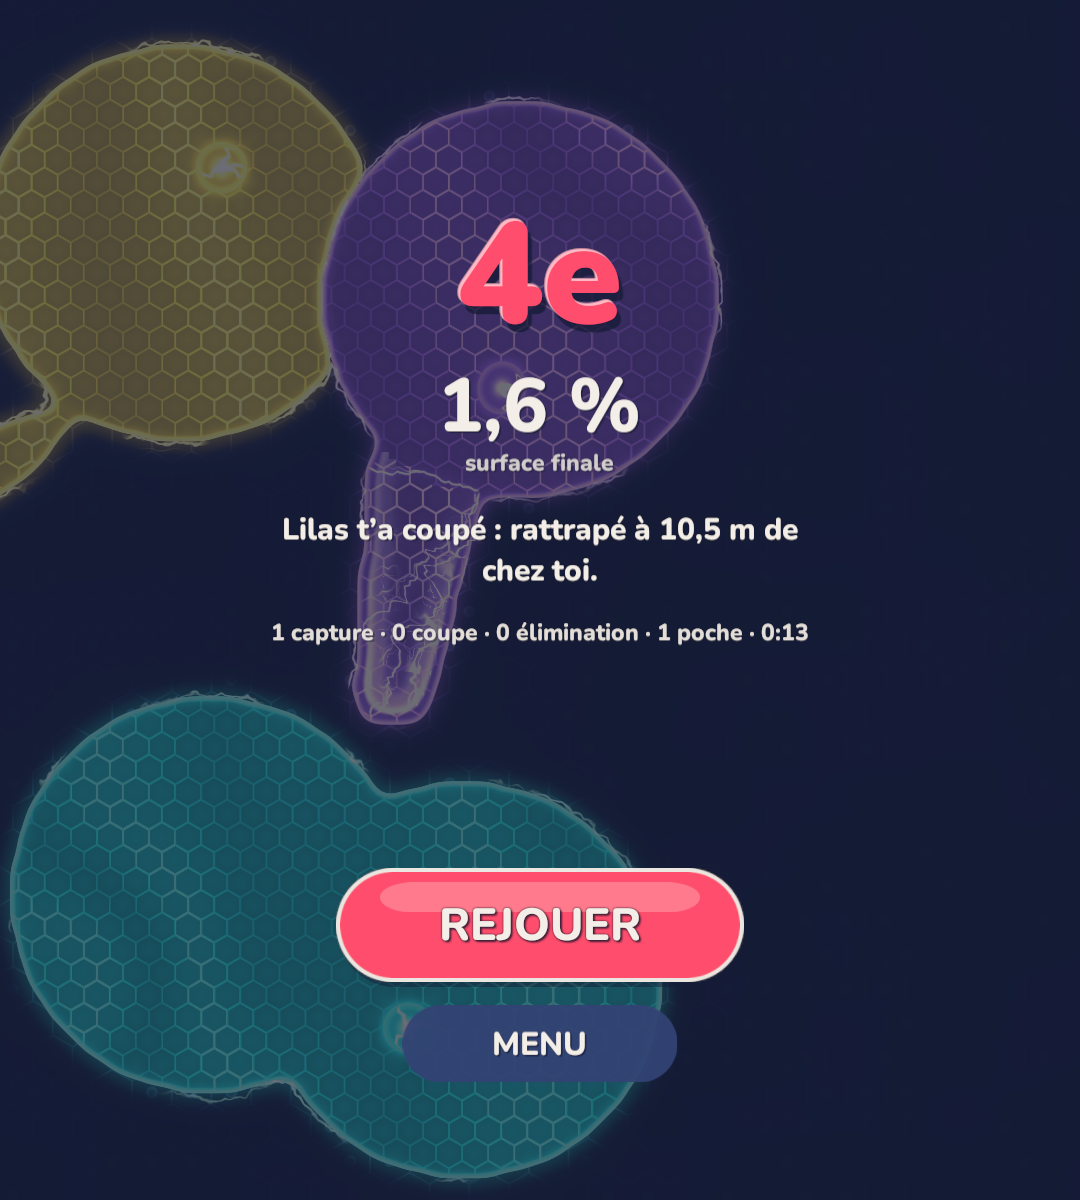 4e
1,6 %
surface finale
Lilas t’a coupé : rattrapé à 10,5 m de
chez toi.
1 capture · 0 coupe · 0 élimination · 1 poche · 0:13
REJOUER
MENU